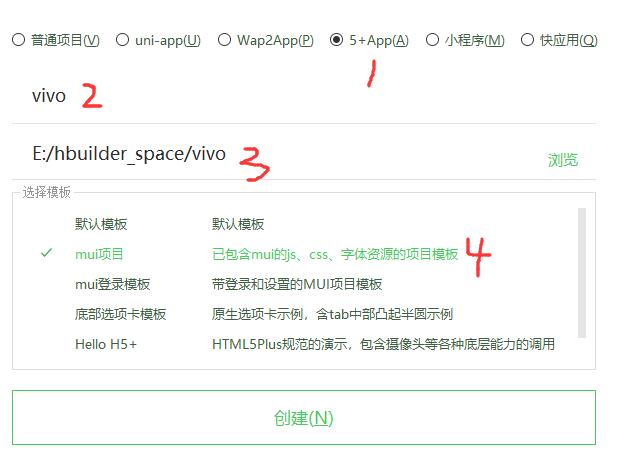 普通项目(V) uni-app(U) Wap2App(P) 5+App(A) 小程序(M) 快应用(Q)
1
vivo 2
E:/hbuilder_space/vivo 3 浏览
选择模板
默认模板 默认模板
mui项目 已包含mui的js、css、字体资源的项目模板 4
mui登录模板 带登录和设置的MUI项目模板
底部选项卡模板 原生选项卡示例，含tab中部凸起半圆示例
Hello H5+ HTML5Plus规范的演示，包含摄像头等各种底层能力的调用
创建(N)